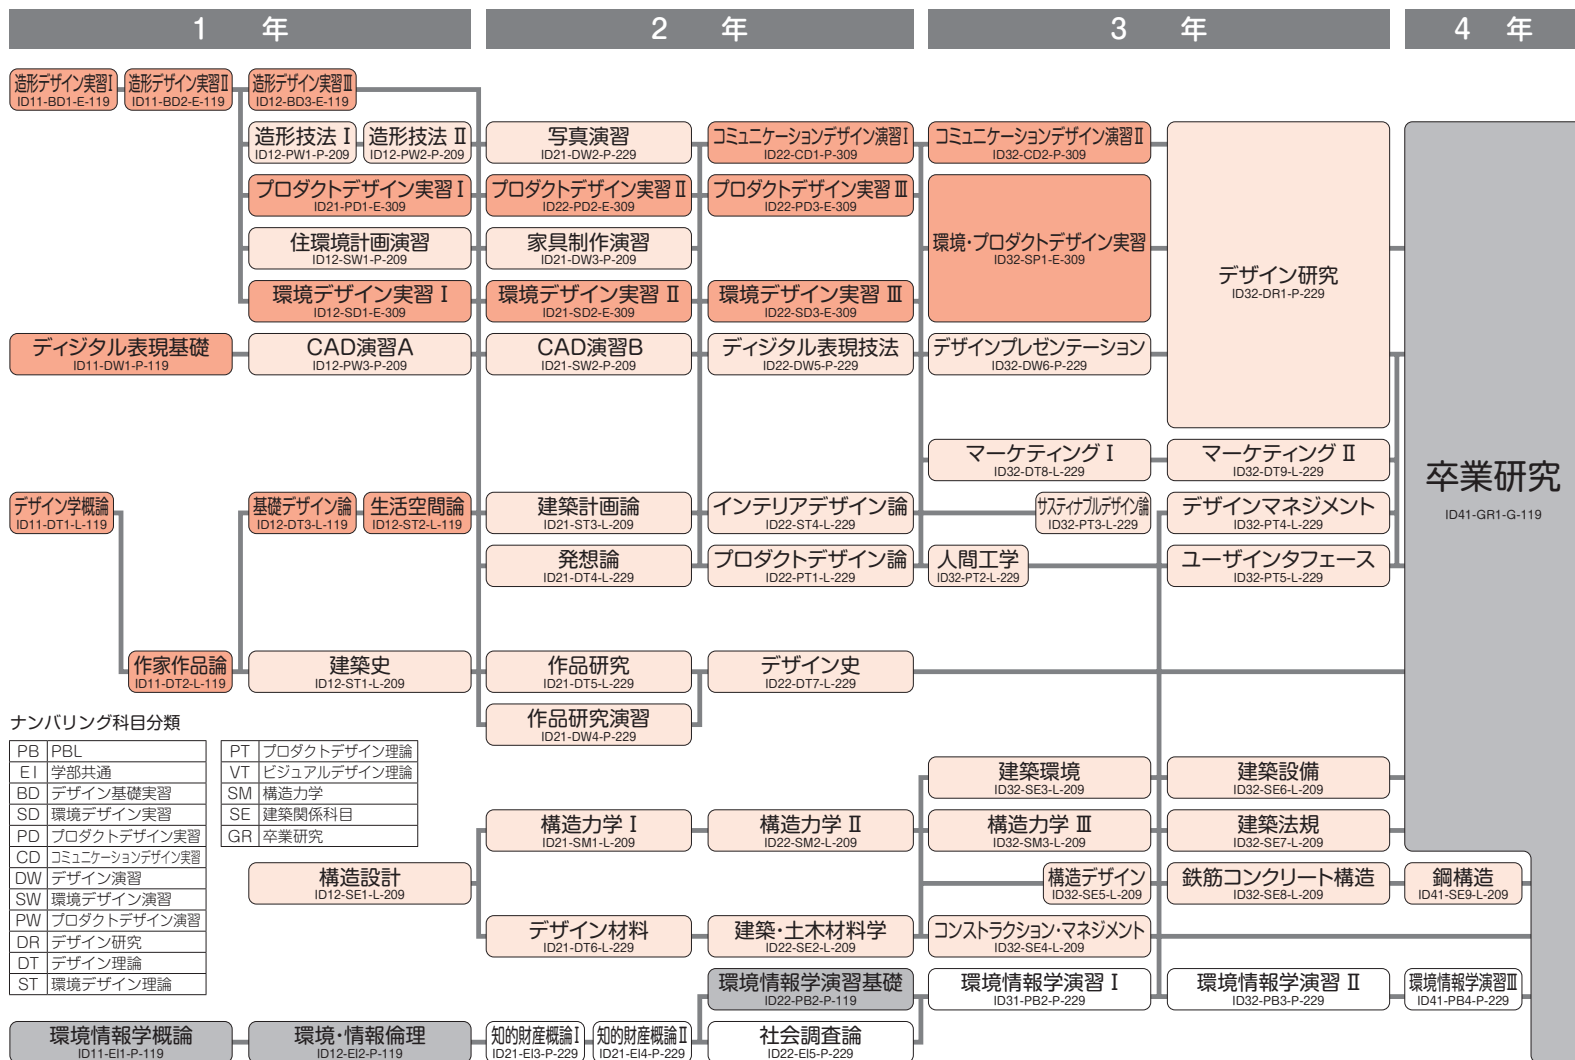 1 年
2 年
3 年
4 年
造形デザイン実習Ⅰ
ID11-BD1-E-119
造形デザイン実習Ⅱ
ID11-BD2-E-119
造形デザイン実習Ⅲ
ID12-BD3-E-119
造形技法 Ⅰ
ID12-PW1-P-209
造形技法 Ⅱ
ID12-PW2-P-209
写真演習
ID21-DW2-P-229
コミュニケーションデザイン演習Ⅰ
ID22-CD1-P-309
コミュニケーションデザイン演習Ⅱ
ID32-CD2-P-309
プロダクトデザイン実習 Ⅰ
ID21-PD1-E-309
プロダクトデザイン実習 Ⅱ
ID22-PD2-E-309
プロダクトデザイン実習 Ⅲ
ID22-PD3-E-309
環境・プロダクトデザイン実習
ID32-SP1-E-309
住環境計画演習
ID12-SW1-P-209
家具制作演習
ID21-DW3-P-209
デザイン研究
ID32-DR1-P-229
環境デザイン実習 Ⅰ
ID12-SD1-E-309
環境デザイン実習 Ⅱ
ID21-SD2-E-309
環境デザイン実習 Ⅲ
ID22-SD3-E-309
ディジタル表現基礎
ID11-DW1-P-119
CAD演習A
ID12-PW3-P-209
CAD演習B
ID21-SW2-P-229
ディジタル表現技法
ID22-DW5-P-229
デザインプレゼンテーション
ID32-DW6-P-229
マーケティング Ⅰ
ID32-DT8-L-229
マーケティング Ⅱ
ID32-DT9-L-229
卒業研究
ID41-GR1-G-119
デザイン学概論
ID11-DT1-L-119
基礎デザイン論
ID12-DT3-L-119
生活空間論
ID12-ST2-L-119
建築計画論
ID21-ST3-L-209
インテリアデザイン論
ID22-ST4-L-229
サスティナブルデザイン論
ID32-PT3-L-229
デザインマネジメント
ID32-PT4-L-229
発想論
ID21-DT4-L-229
プロダクトデザイン論
ID22-PT1-L-229
人間工学
ID32-PT2-L-229
ユーザインタフェース
ID32-PT5-L-229
作家作品論
ID11-DT2-L-119
建築史
ID12-ST1-L-209
作品研究
ID21-DT5-L-229
デザイン史
ID22-DT7-L-229
作品研究演習
ID21-DW4-P-229
ナンバリング科目分類
PB PBL
EI 学部共通
BD デザイン基礎実習
SD 環境デザイン実習
PD プロダクトデザイン実習
CD コミュニケーションデザイン実習
DW デザイン演習
SW 環境デザイン演習
PW プロダクトデザイン演習
DR デザイン研究
DT デザイン理論
ST 環境デザイン理論
PT プロダクトデザイン理論
VT ビジュアルデザイン理論
SM 構造力学
SE 建築関係科目
GR 卒業研究
建築環境
ID32-SE3-L-209
建築設備
ID32-SE6-L-209
構造力学 Ⅰ
ID21-SM1-L-209
構造力学 Ⅱ
ID22-SM2-L-209
構造力学 Ⅲ
ID32-SM3-L-209
建築法規
ID32-SE7-L-209
構造設計
ID12-SE1-L-209
構造デザイン
ID32-SE5-L-209
鉄筋コンクリート構造
ID32-SE8-L-209
鋼構造
ID41-SE9-L-209
デザイン材料
ID21-DT6-L-229
建築・土木材料学
ID22-SE2-L-209
コンストラクション・マネジメント
ID32-SE4-L-209
環境情報学演習基礎
ID22-PB2-P-119
環境情報学演習 Ⅰ
ID31-PB2-P-229
環境情報学演習 Ⅱ
ID32-PB3-P-229
環境情報学演習Ⅲ
ID41-PB4-P-229
環境情報学概論
ID11-EI1-P-119
環境・情報倫理
ID12-EI2-P-119
知的財産概論Ⅰ
ID21-EI3-P-229
知的財産概論Ⅱ
ID21-EI4-P-229
社会調査論
ID22-EI5-P-229